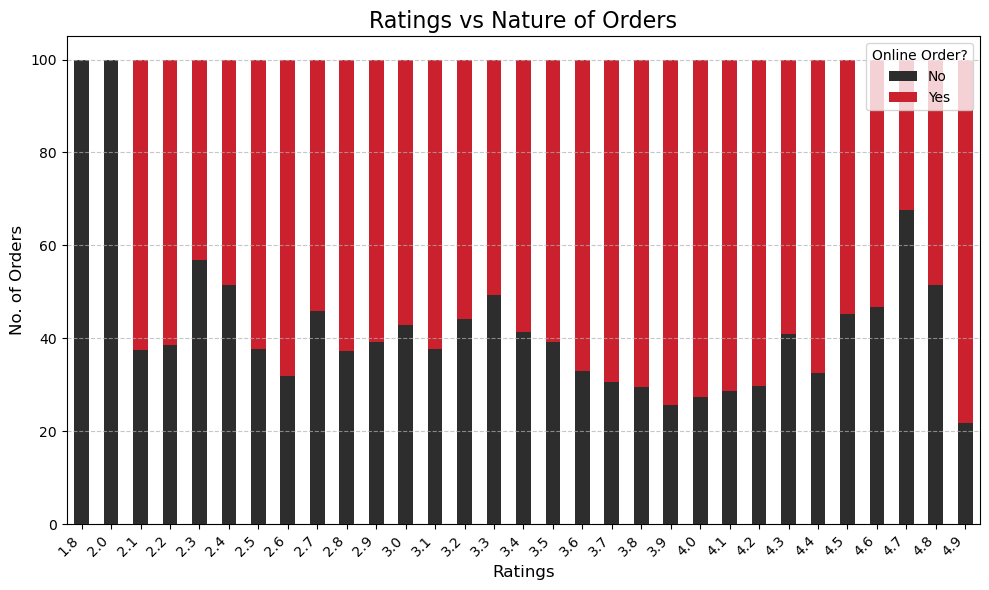 Ratings vs Nature of Orders
Online Order?
No
Yes
No. of Orders
100
80
60
40
20
0
1.8 2.0 2.1 2.2 2.3 2.4 2.5 2.6 2.7 2.8 2.9 3.0 3.1 3.2 3.3 3.4 3.5 3.6 3.7 3.8 3.9 4.0 4.1 4.2 4.3 4.4 4.5 4.6 4.7 4.8 4.9
Ratings